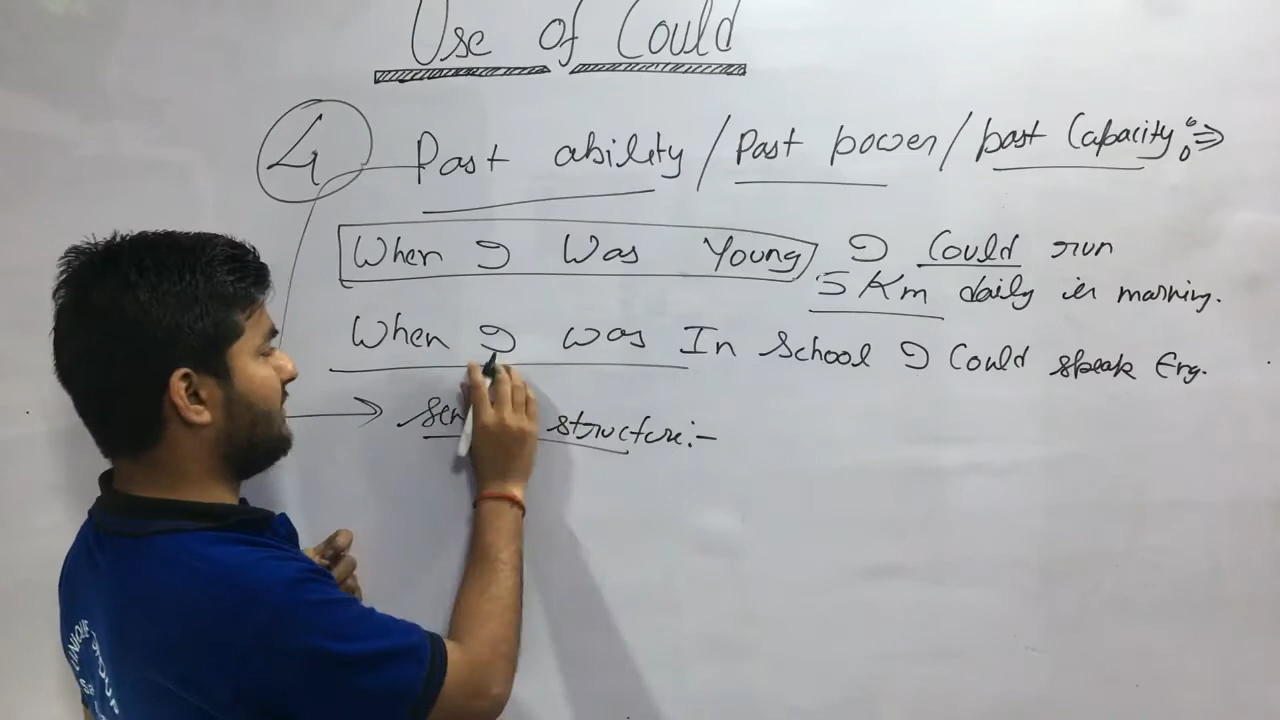 Use of Could
4 Past ability / Past power / past Capacity :⇒
When I Was Young, I Could run
5 Km daily in morning.
When I was In school I Could speak Eng.
→ sen structure:-
UNIQUE